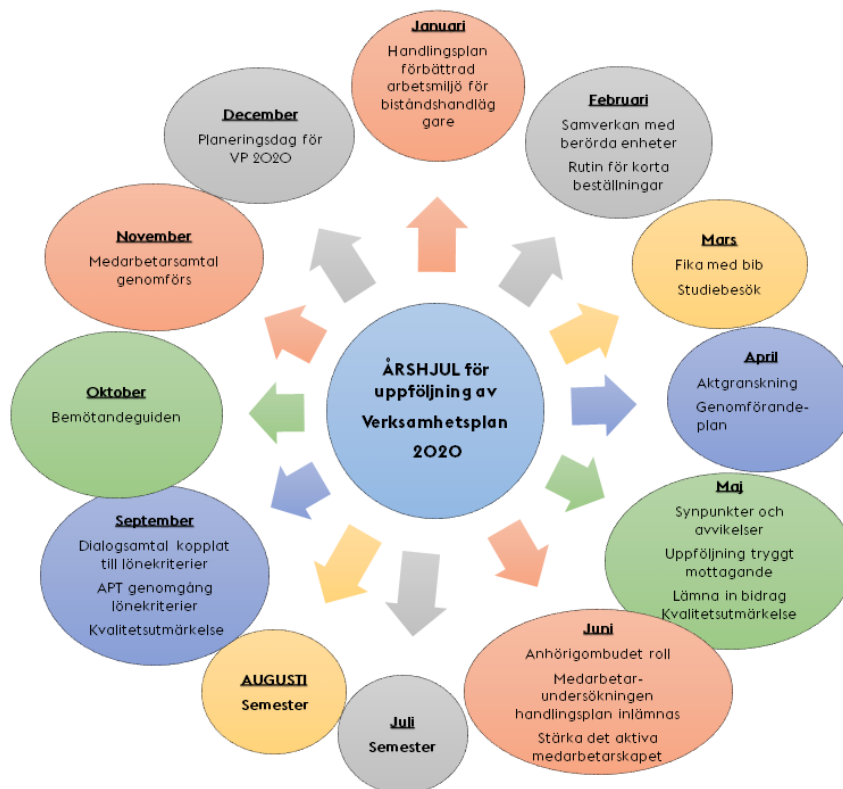 Januari
Handlingsplan
förbättrad
arbetsmiljö för
biståndshandläg
gare
Februari
Samverkan med
berörda enheter
Rutin för korta
beställningar
Mars
Fika med bib
Studiebesök
April
Aktgranskning
Genomförande-
plan
Maj
Synpunkter och
avvikelser
Uppföljning tryggt
mottagande
Lämna in bidrag
Kvalitetsutmärkelse
Juni
Anhörigombudet roll
Medarbetar-
undersökningen
handlingsplan inlämnas
Stärka det aktiva
medarbetarskapet
Juli
Semester
AUGUSTI
Semester
September
Dialogsamtal kopplat
till lönekriterier
APT genomgång
lönekriterier
Kvalitetsutmärkelse
Oktober
Bemötandeguiden
November
Medarbetarsamtal
genomförs
December
Planeringsdag för
VP 2020
ÅRSHJUL för
uppföljning av
Verksamhetsplan
2020